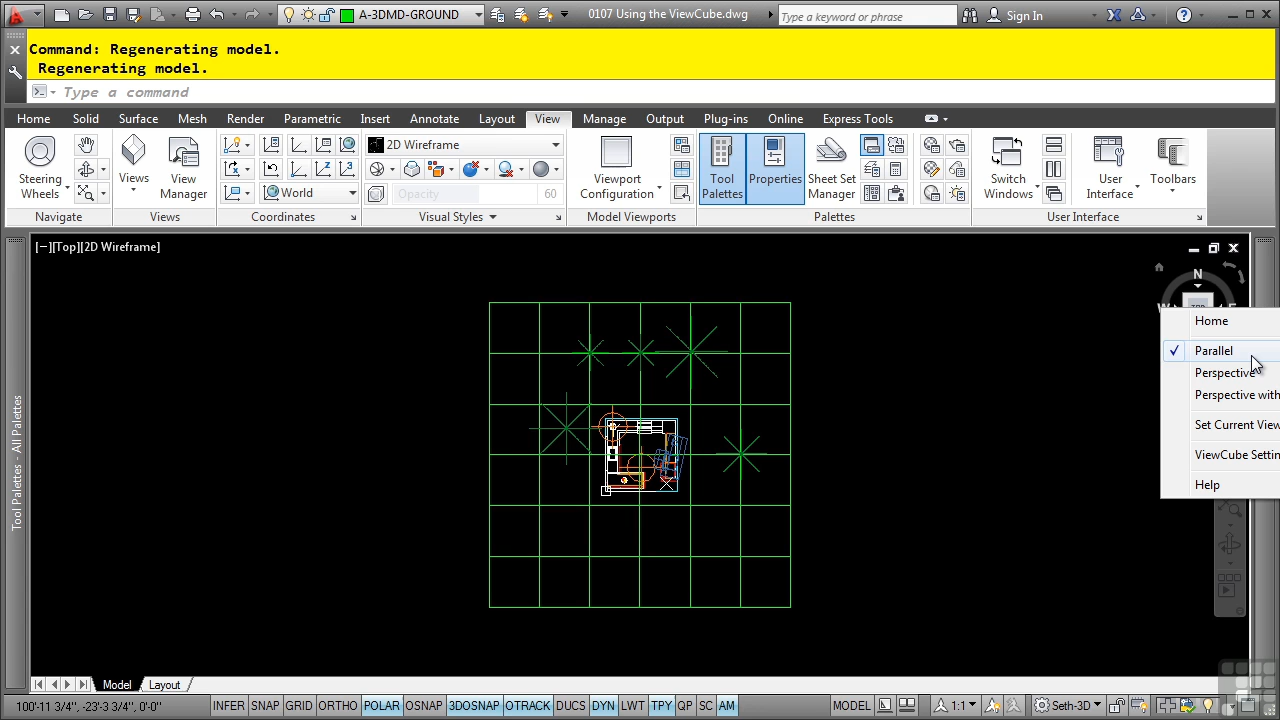 A-3DMD-GROUND
0107 Using the ViewCube.dwg
Type a keyword or phrase
Sign In
Command: Regenerating model.
Regenerating model.
Type a command
Home Solid Surface Mesh Render Parametric Insert Annotate Layout View Manage Output Plug-ins Online Express Tools
Steering Wheels
Views
View Manager
World
2D Wireframe
Opacity 60
Viewport Configuration
Tool Palettes
Properties
Sheet Set Manager
Switch Windows
User Interface
Toolbars
Navigate
Views
Coordinates
Visual Styles
Model Viewports
Palettes
User Interface
[−][Top][2D Wireframe]
N
TOP
Home
Parallel
Perspective
Perspective with
Set Current View
ViewCube Settin
Help
Tool Palettes - All Palettes
Model Layout
100'-11 3/4", -23'-3 3/4", 0'-0"
INFER SNAP GRID ORTHO POLAR OSNAP 3DOSNAP OTRACK DUCS DYN LWT TPY QP SC AM
MODEL
1:1
Seth-3D